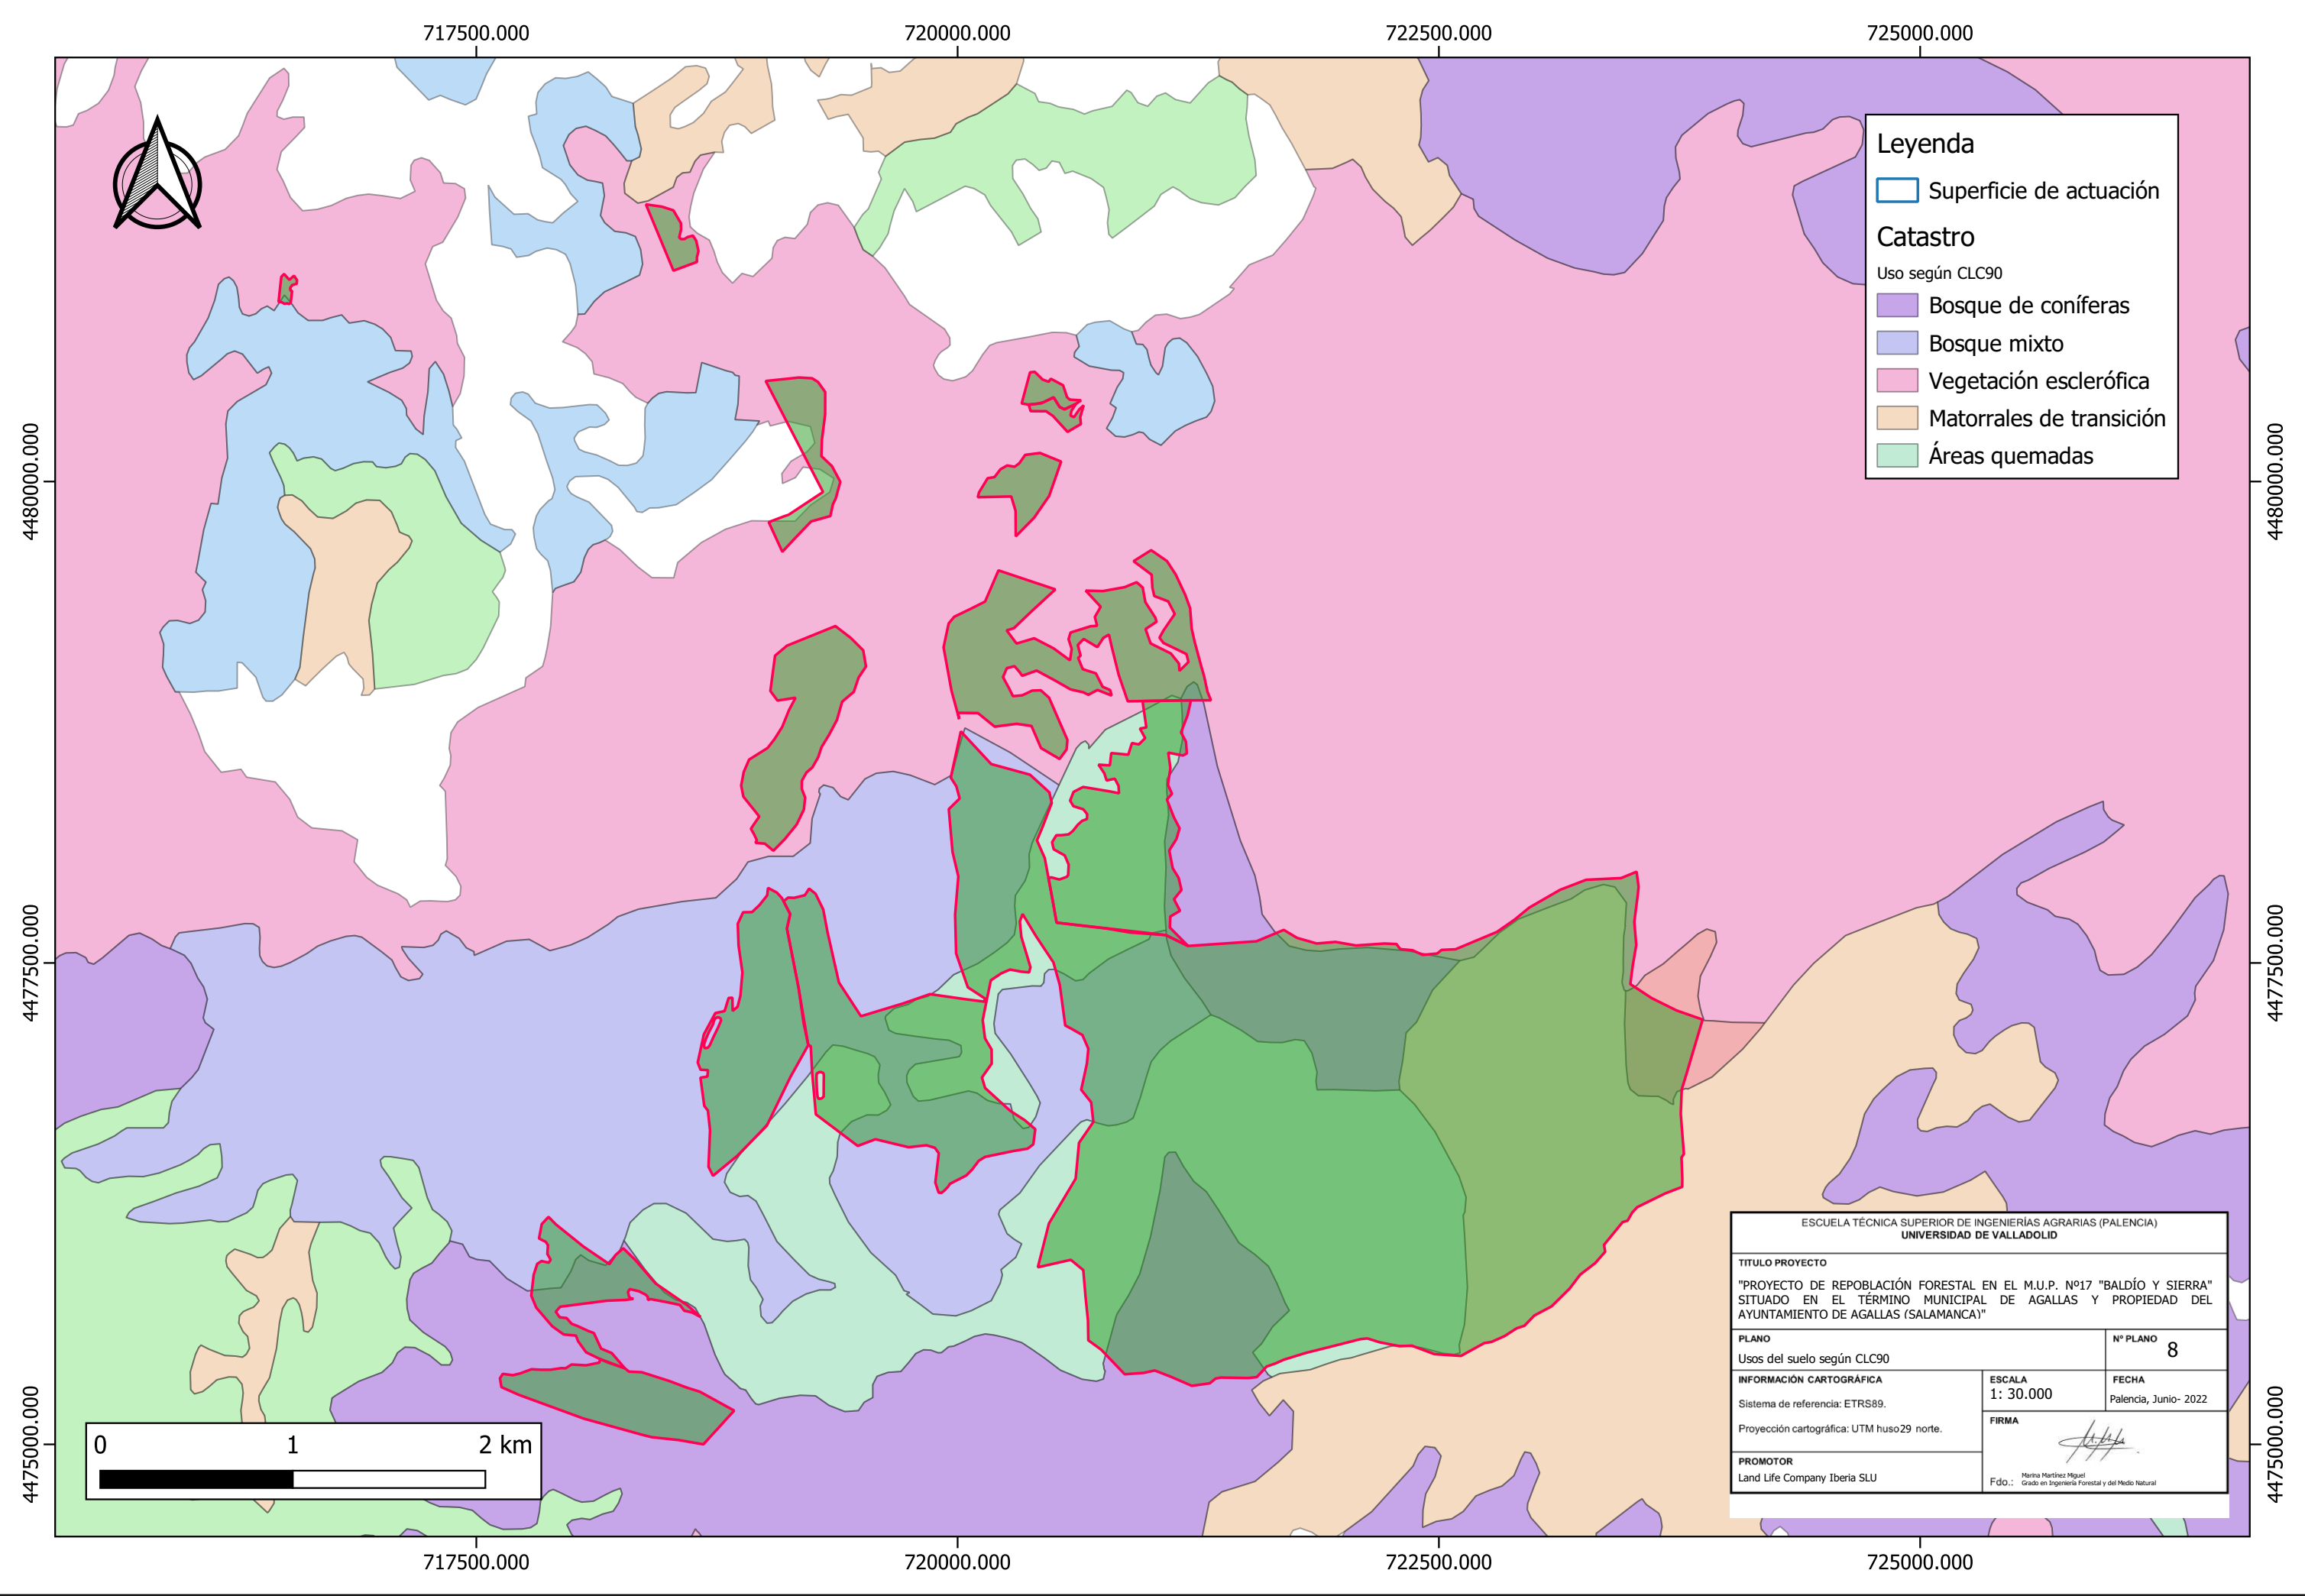 717500.000 720000.000 722500.000 725000.000
Leyenda
Superficie de actuación
Catastro
Uso según CLC90
Bosque de coníferas
Bosque mixto
Vegetación esclerófica
Matorrales de transición
Áreas quemadas
4480000.000 4480000.000
4477500.000 4477500.000
4475000.000 4475000.000
0 1 2 km
ESCUELA TÉCNICA SUPERIOR DE INGENIERÍAS AGRARIAS (PALENCIA)
UNIVERSIDAD DE VALLADOLID
TITULO PROYECTO
"PROYECTO DE REPOBLACIÓN FORESTAL EN EL M.U.P. Nº17 "BALDÍO Y SIERRA"
SITUADO EN EL TÉRMINO MUNICIPAL DE AGALLAS Y PROPIEDAD DEL
AYUNTAMIENTO DE AGALLAS (SALAMANCA)"
PLANO
Usos del suelo según CLC90
Nº PLANO
8
INFORMACIÓN CARTOGRÁFICA
Sistema de referencia: ETRS89.
Proyección cartográfica: UTM huso29 norte.
ESCALA
1: 30.000
FECHA
Palencia, Junio- 2022
FIRMA
Fdo.: Marina Martínez Miguel
Grado en Ingeniería Forestal y del Medio Natural
PROMOTOR
Land Life Company Iberia SLU
717500.000 720000.000 722500.000 725000.000